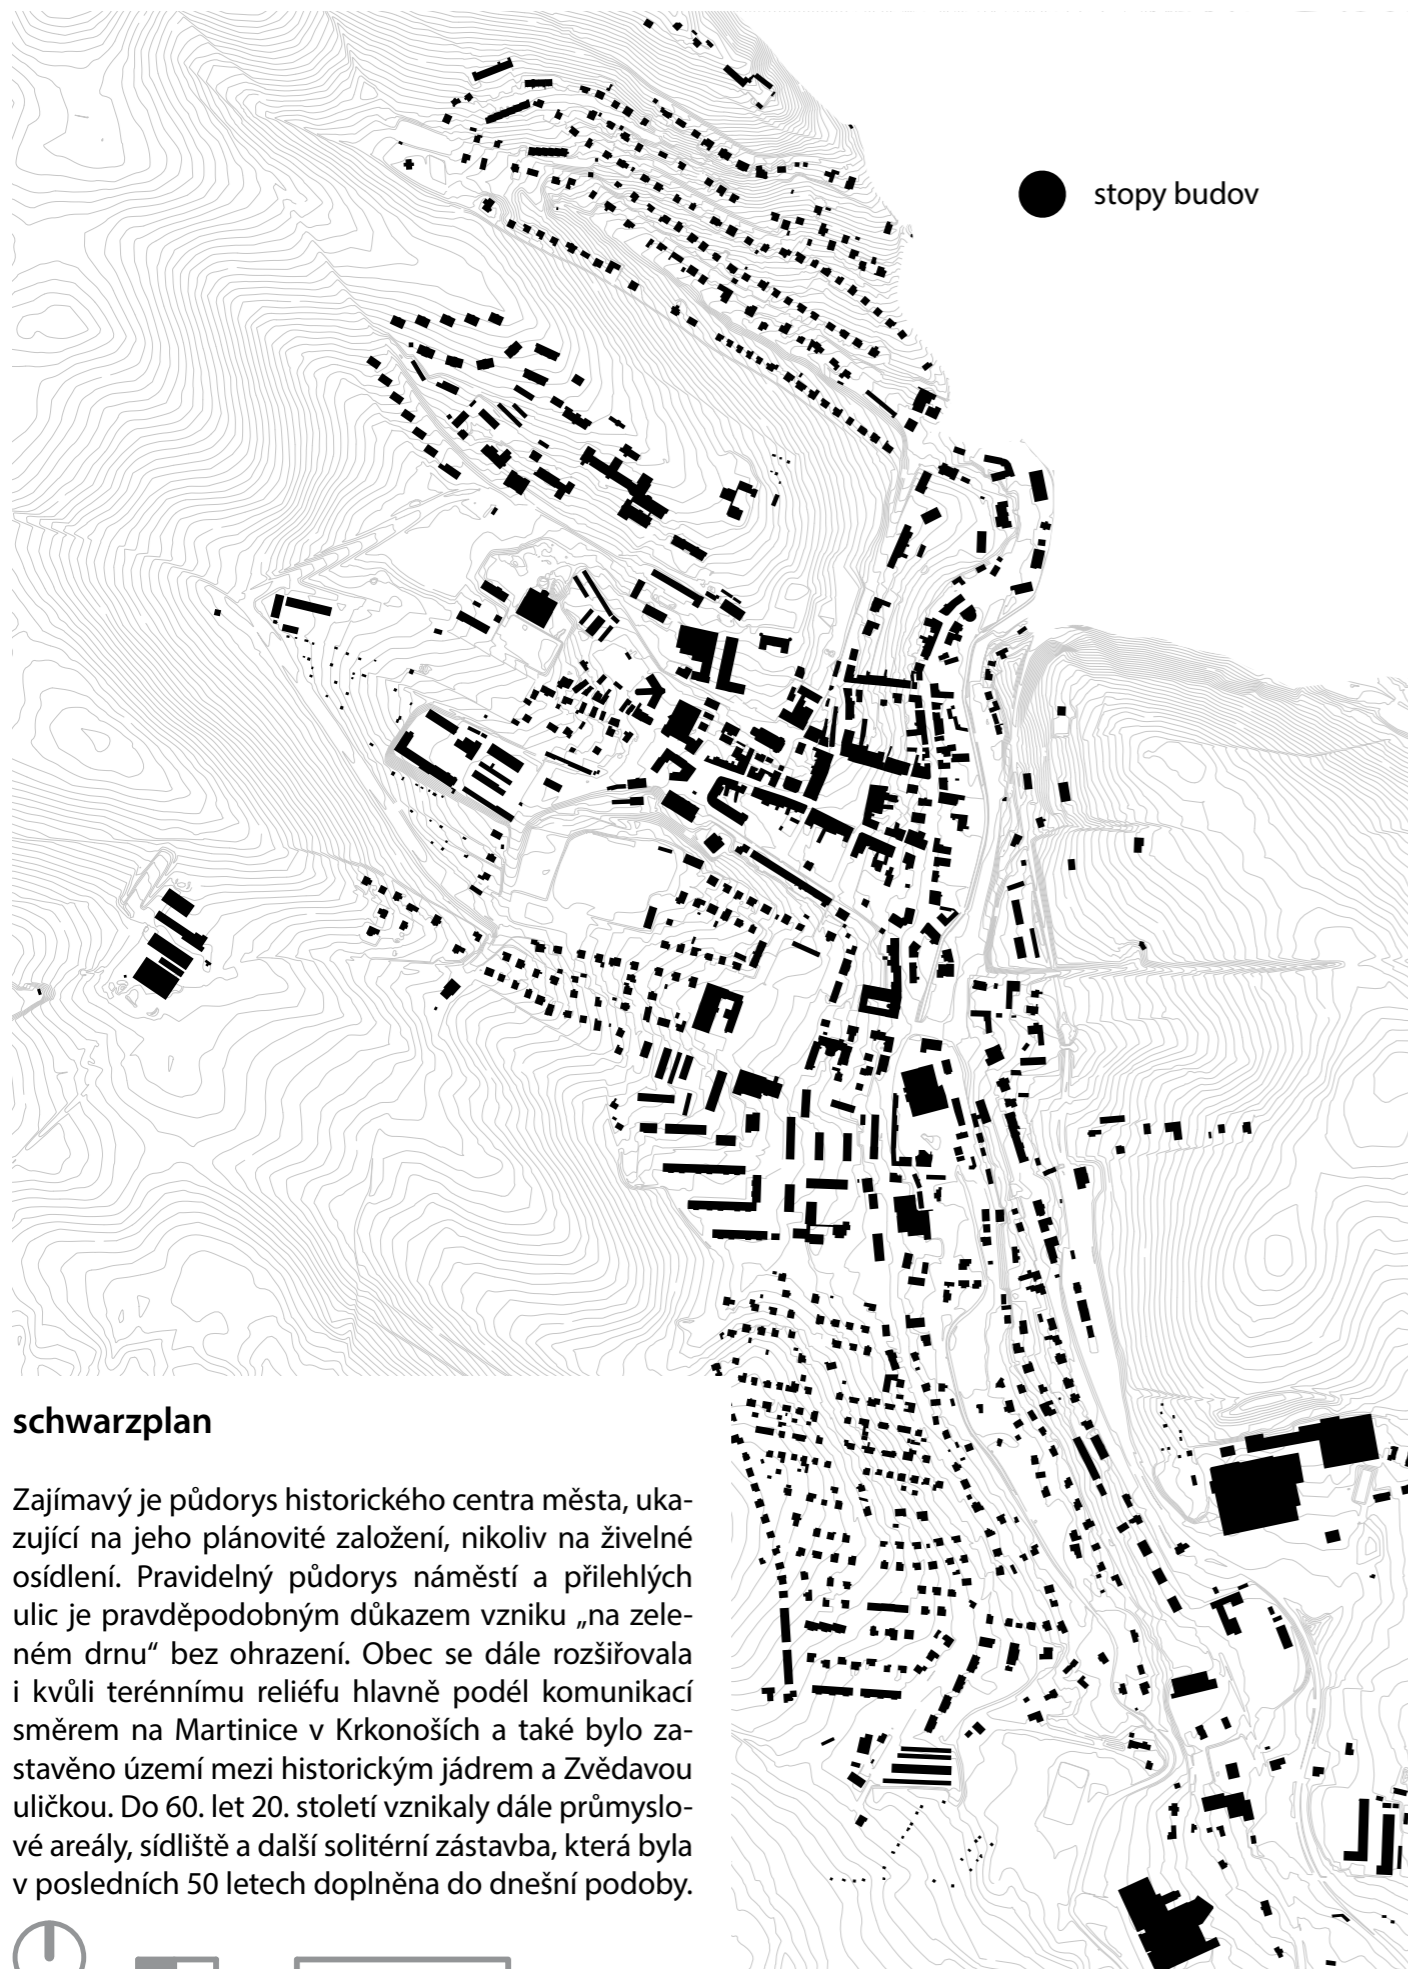 stopy budov
schwarzplan
Zajímavý je půdorys historického centra města, uka-
zující na jeho plánovité založení, nikoliv na živelné
osídlení. Pravidelný půdorys náměstí a přilehlých
ulic je pravděpodobným důkazem vzniku „na zele-
ném drnu“ bez ohrazení. Obec se dále rozšiřovala
i kvůli terénnímu reliéfu hlavně podél komunikací
směrem na Martinice v Krkonoších a také bylo za-
stavěno území mezi historickým jádrem a Zvědavou
uličkou. Do 60. let 20. století vznikaly dále průmyslo-
vé areály, sídliště a další solitérní zástavba, která byla
v posledních 50 letech doplněna do dnešní podoby.